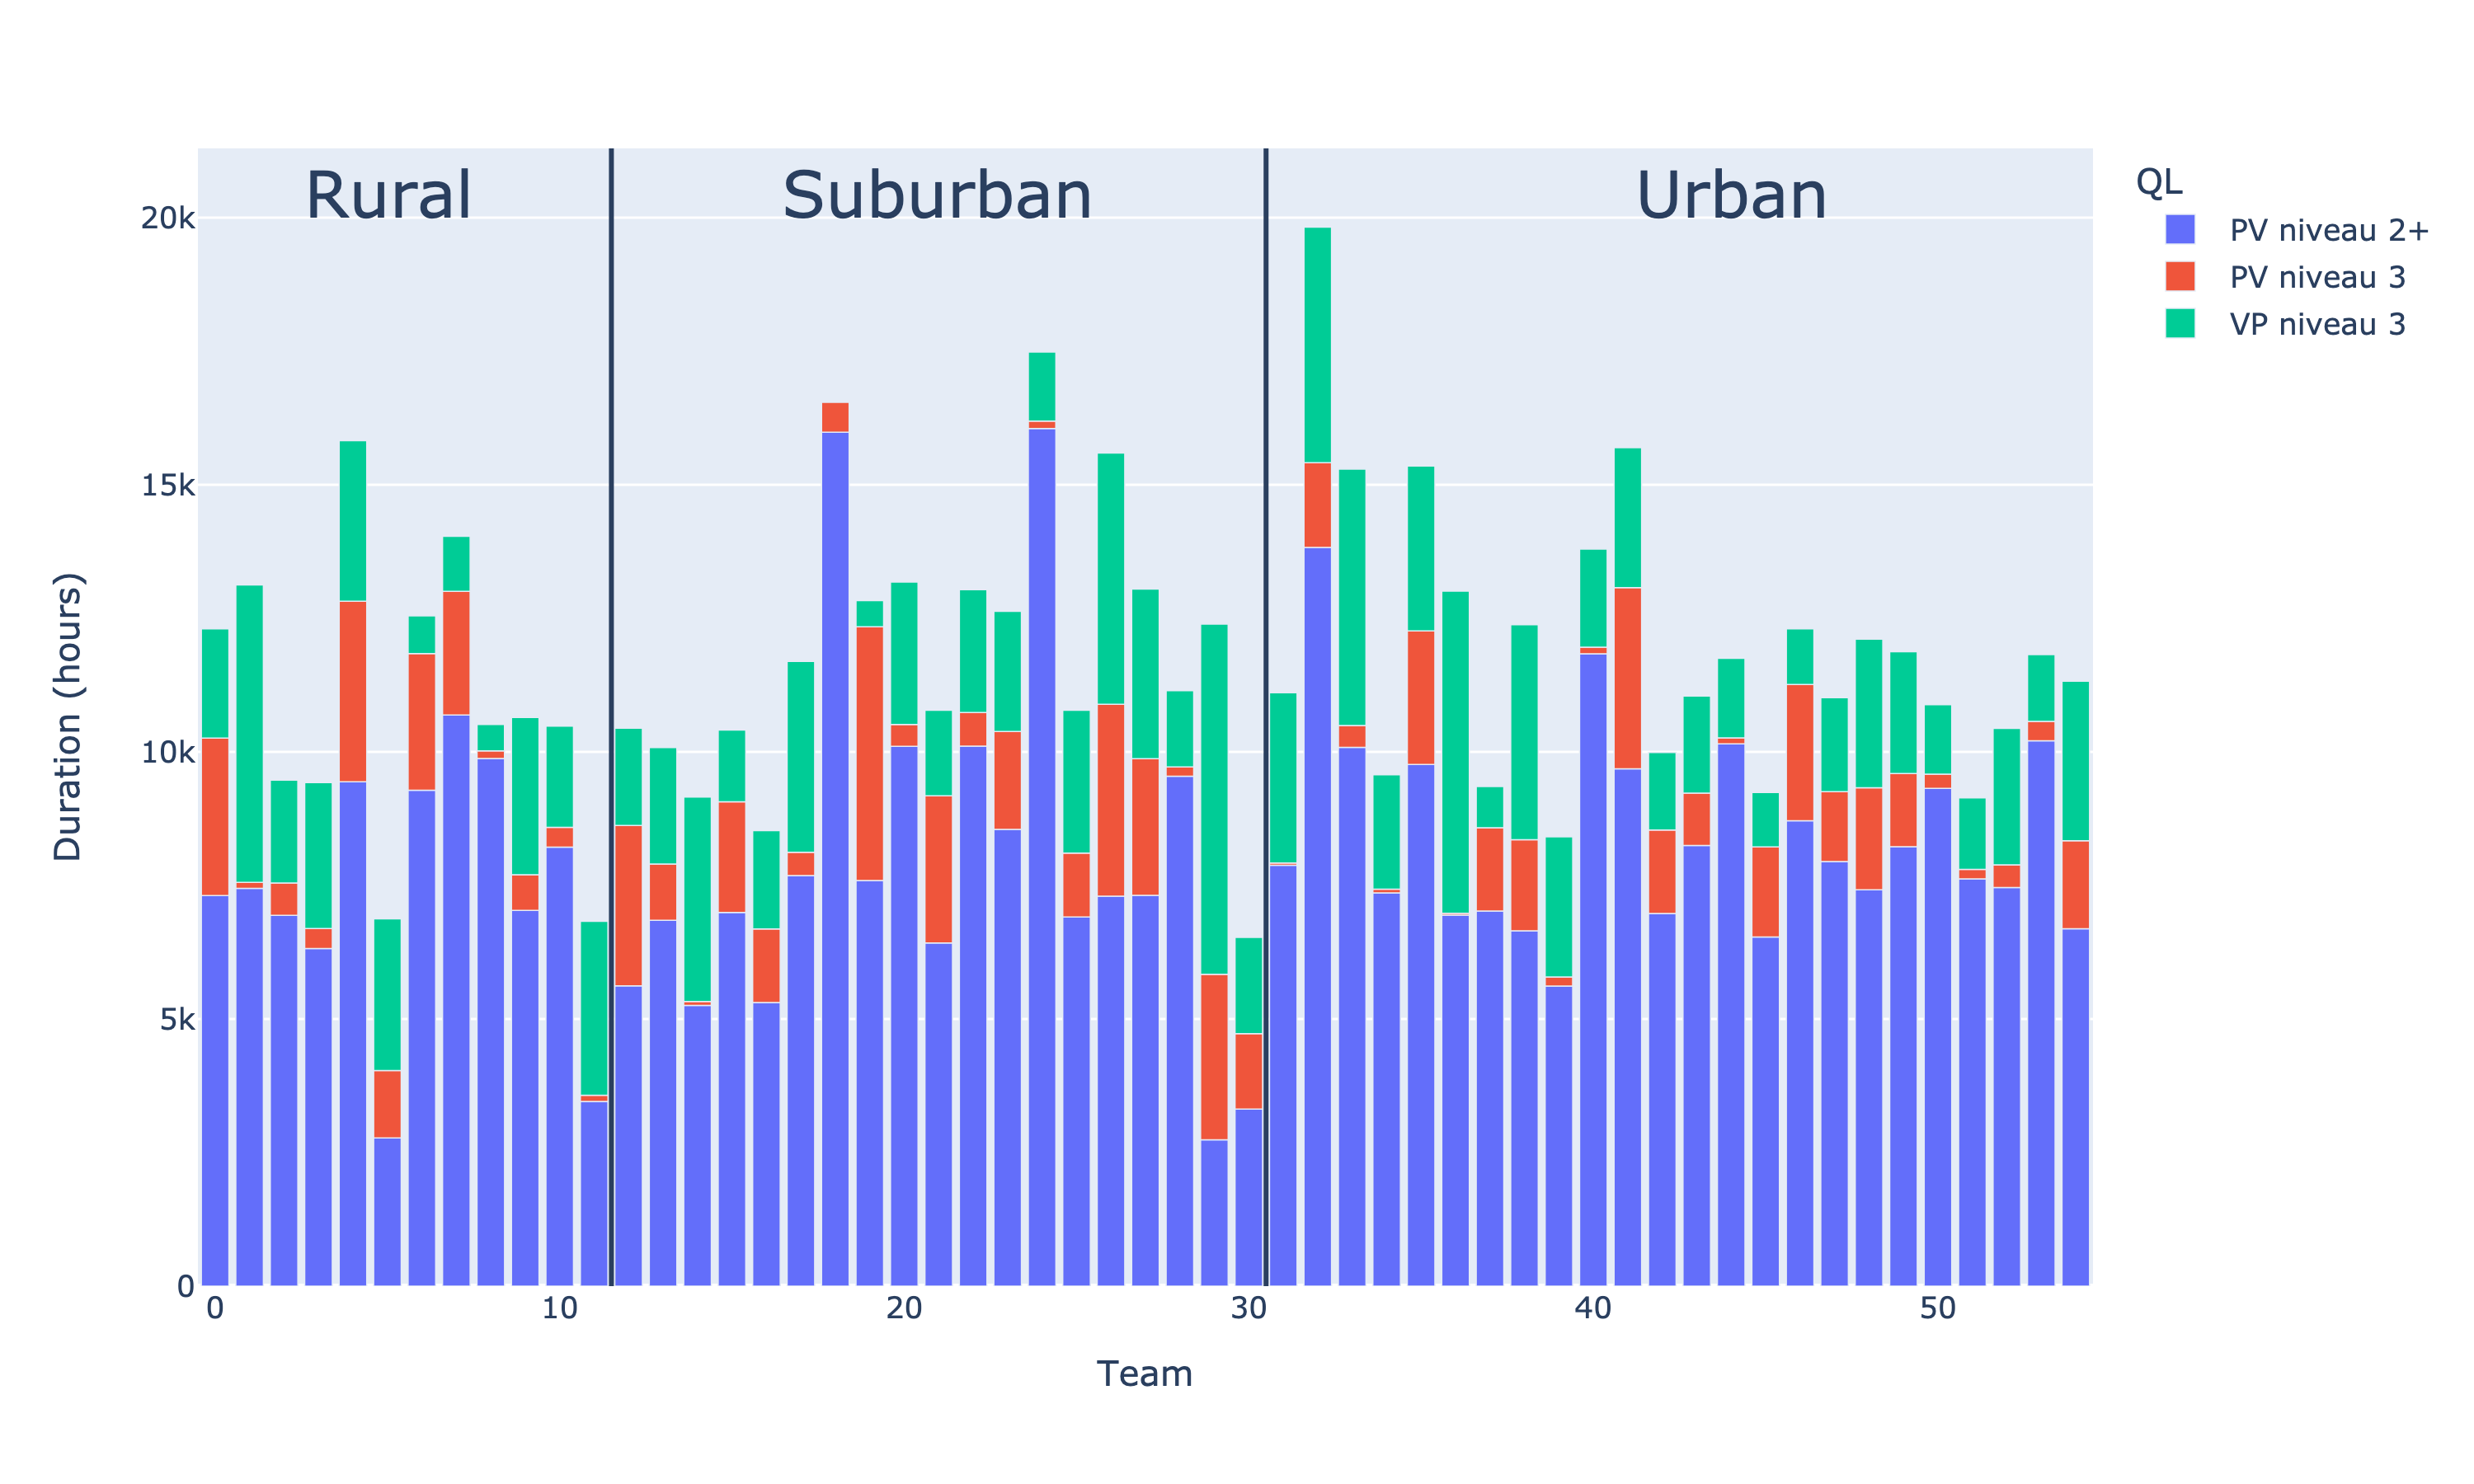 Rural
Suburban
Urban
QL
PV niveau 2+
PV niveau 3
VP niveau 3
20k
15k
10k
5k
0
Duration (hours)
0 10 20 30 40 50
Team